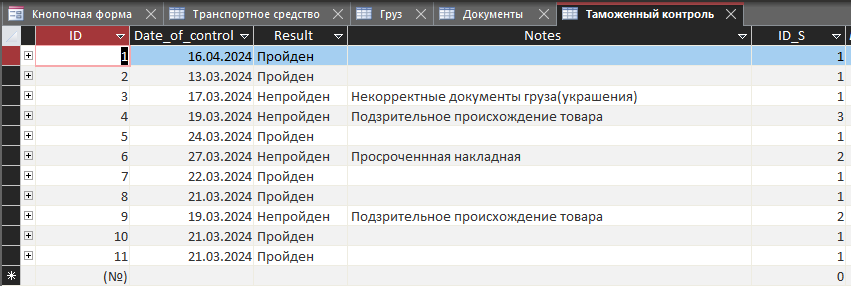 Кнопочная форма Транспортное средство Груз Документы Таможенный контроль
ID Date_of_control Result Notes ID_S
1 16.04.2024 Пройден 1
2 13.03.2024 Пройден 1
3 17.03.2024 Непройден Некорректные документы груза(украшения) 1
4 19.03.2024 Непройден Подзрительное происхождение товара 3
5 24.03.2024 Пройден 1
6 27.03.2024 Непройден Просроченнная накладная 2
7 22.03.2024 Пройден 1
8 21.03.2024 Пройден 1
9 19.03.2024 Непройден Подзрительное происхождение товара 2
10 21.03.2024 Пройден 1
11 21.03.2024 Пройден 1
(№) 0